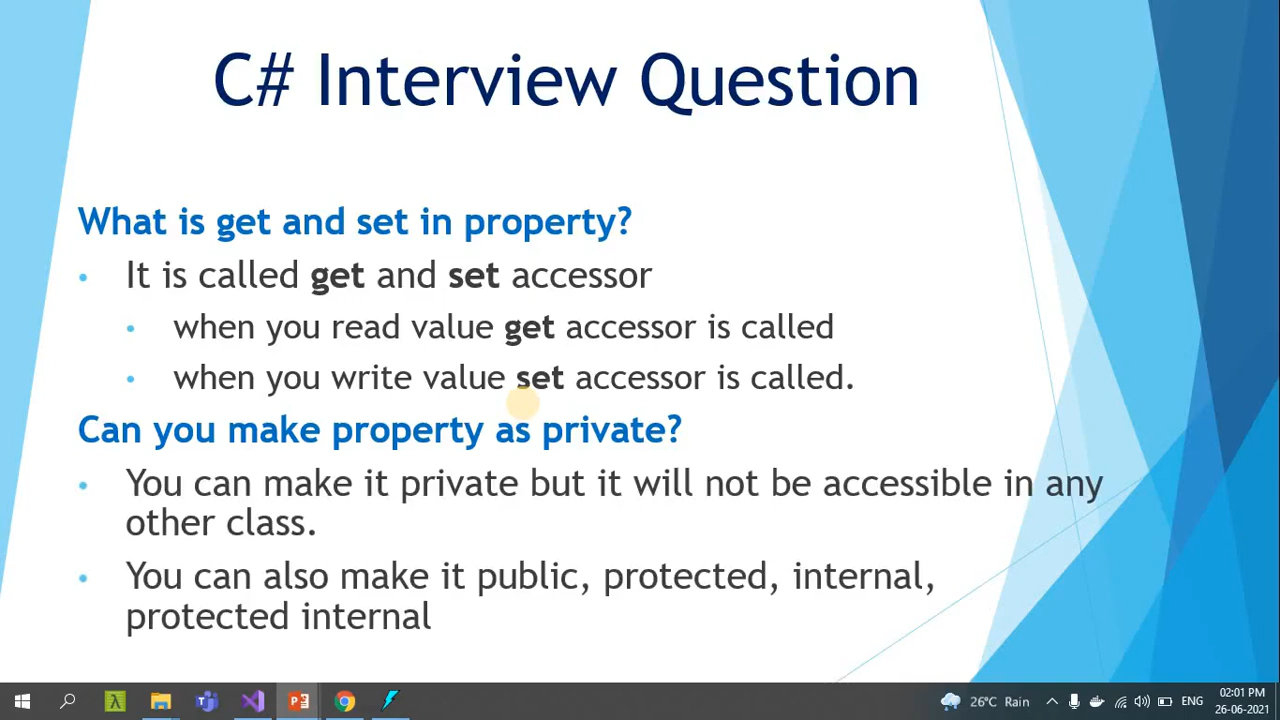 C# Interview Question
What is get and set in property?
• It is called get and set accessor
• when you read value get accessor is called
• when you write value set accessor is called.
Can you make property as private?
• You can make it private but it will not be accessible in any
other class.
• You can also make it public, protected, internal,
protected internal
26°C Rain
ENG
02:01 PM
26-06-2021